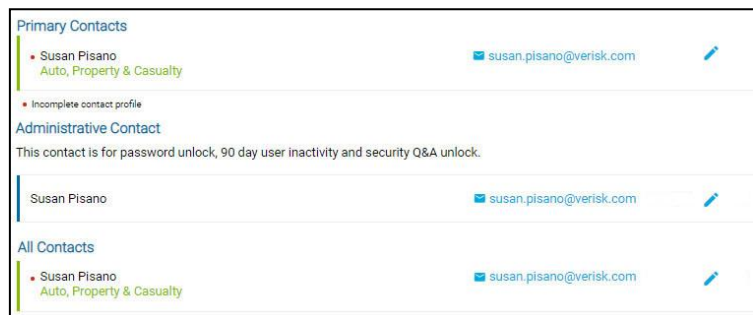 Primary Contacts
Susan Pisano susan.pisano@verisk.com
Auto, Property & Casualty
Incomplete contact profile
Administrative Contact
This contact is for password unlock, 90 day user inactivity and security Q&A unlock.
Susan Pisano susan.pisano@verisk.com
All Contacts
Susan Pisano susan.pisano@verisk.com
Auto, Property & Casualty